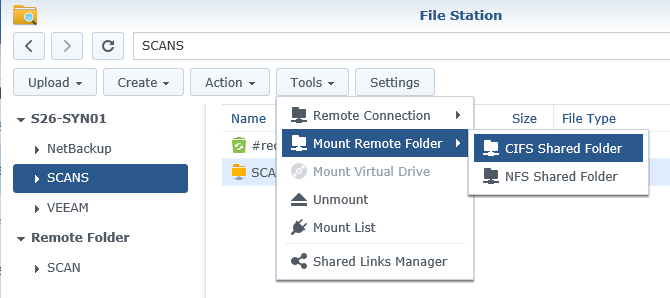 File Station
SCANS
Upload Create Action Tools Settings
S26-SYN01
NetBackup
SCANS
VEEAM
Remote Folder
SCAN
Name Size File Type
#rec
SCA
Remote Connection
Mount Remote Folder
Mount Virtual Drive
Unmount
Mount List
Shared Links Manager
CIFS Shared Folder
NFS Shared Folder